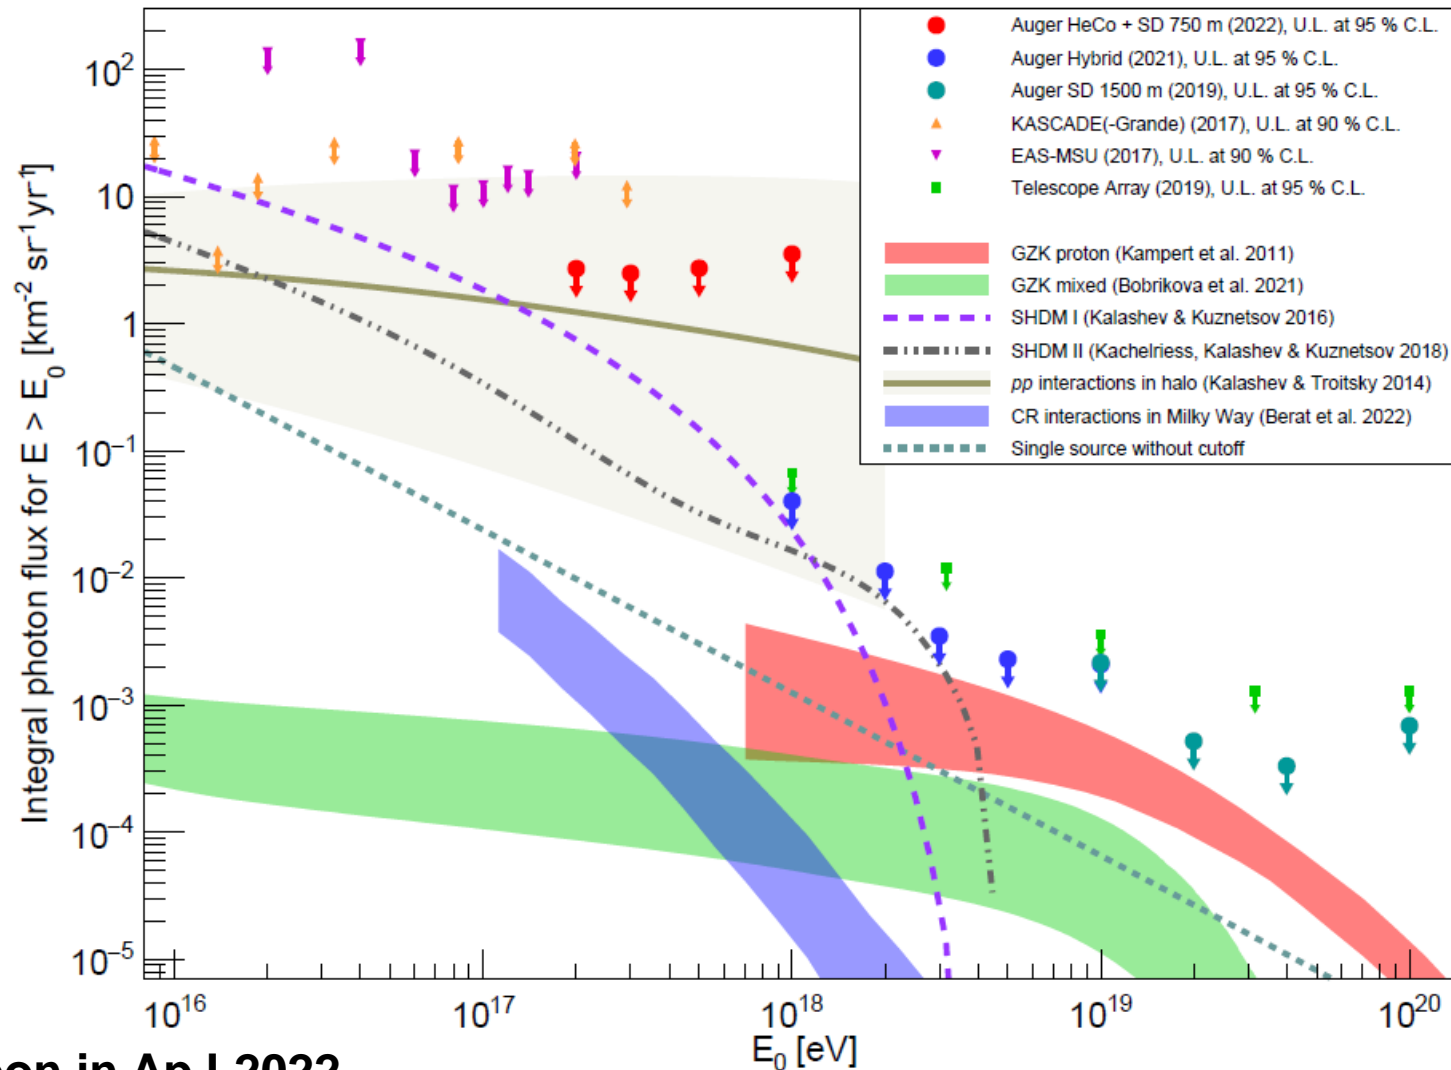 Auger HeCo + SD 750 m (2022), U.L. at 95 % C.L.
Auger Hybrid (2021), U.L. at 95 % C.L.
Auger SD 1500 m (2019), U.L. at 95 % C.L.
KASCADE(-Grande) (2017), U.L. at 90 % C.L.
EAS-MSU (2017), U.L. at 90 % C.L.
Telescope Array (2019), U.L. at 95 % C.L.
GZK proton (Kampert et al. 2011)
GZK mixed (Bobrikova et al. 2021)
SHDM I (Kalashev & Kuznetsov 2016)
SHDM II (Kachelriess, Kalashev & Kuznetsov 2018)
pp interactions in halo (Kalashev & Troitsky 2014)
CR interactions in Milky Way (Berat et al. 2022)
Single source without cutoff
Integral photon flux for E > E₀ [km⁻² sr⁻¹ yr⁻¹]
10²
10
1
10⁻¹
10⁻²
10⁻³
10⁻⁴
10⁻⁵
10¹⁶ 10¹⁷ 10¹⁸ 10¹⁹ 10²⁰
E₀ [eV]
in ApJ 2022